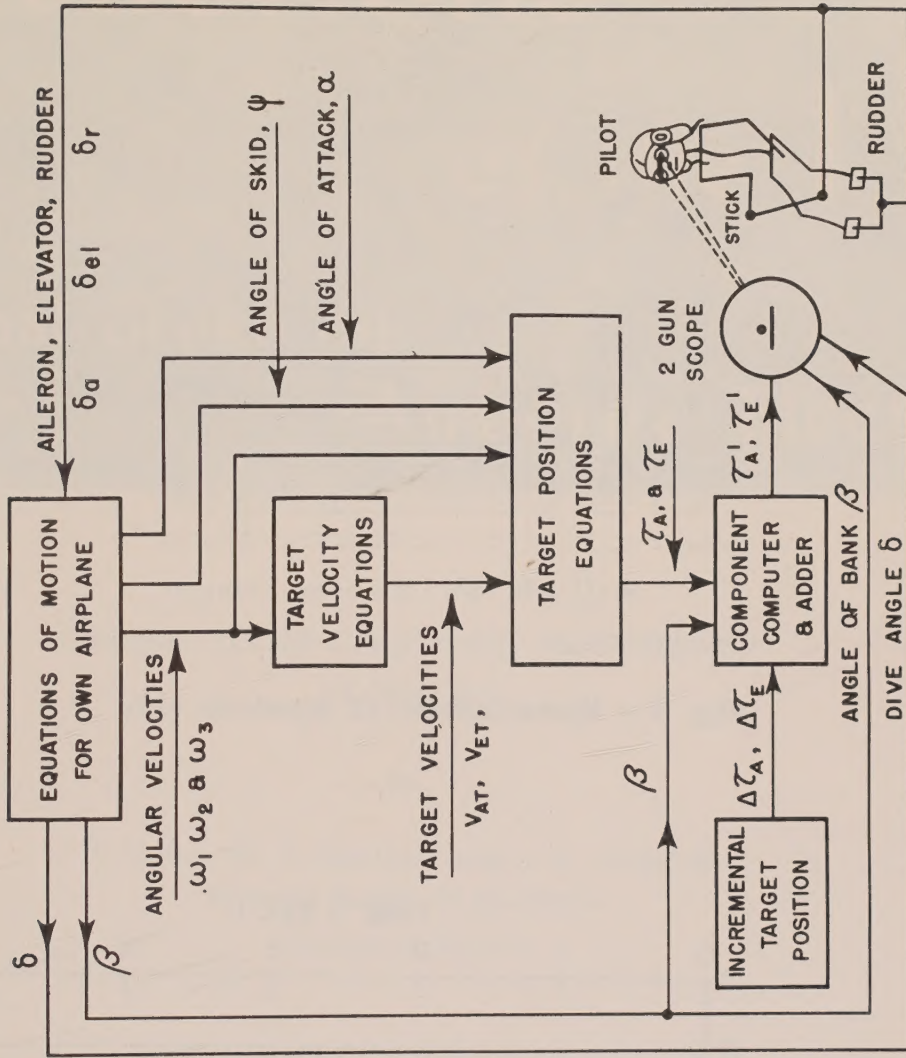 AILERON, ELEVATOR, RUDDER
δa δel δr
EQUATIONS OF MOTION
FOR OWN AIRPLANE
δ
β
ANGLE OF SKID, ψ
ANGLE OF ATTACK, α
ANGULAR VELOCTIES
ω1 ω2 & ω3
TARGET
VELOCITY
EQUATIONS
TARGET VELOCITIES
VAT, VET,
TARGET POSITION
EQUATIONS
PILOT
STICK
RUDDER
2 GUN
SCOPE
τA, & τE
β
COMPONENT
COMPUTER
& ADDER
τA', τE'
ΔτA, ΔτE
INCREMENTAL
TARGET
POSITION
ANGLE OF BANK β
DIVE ANGLE δ